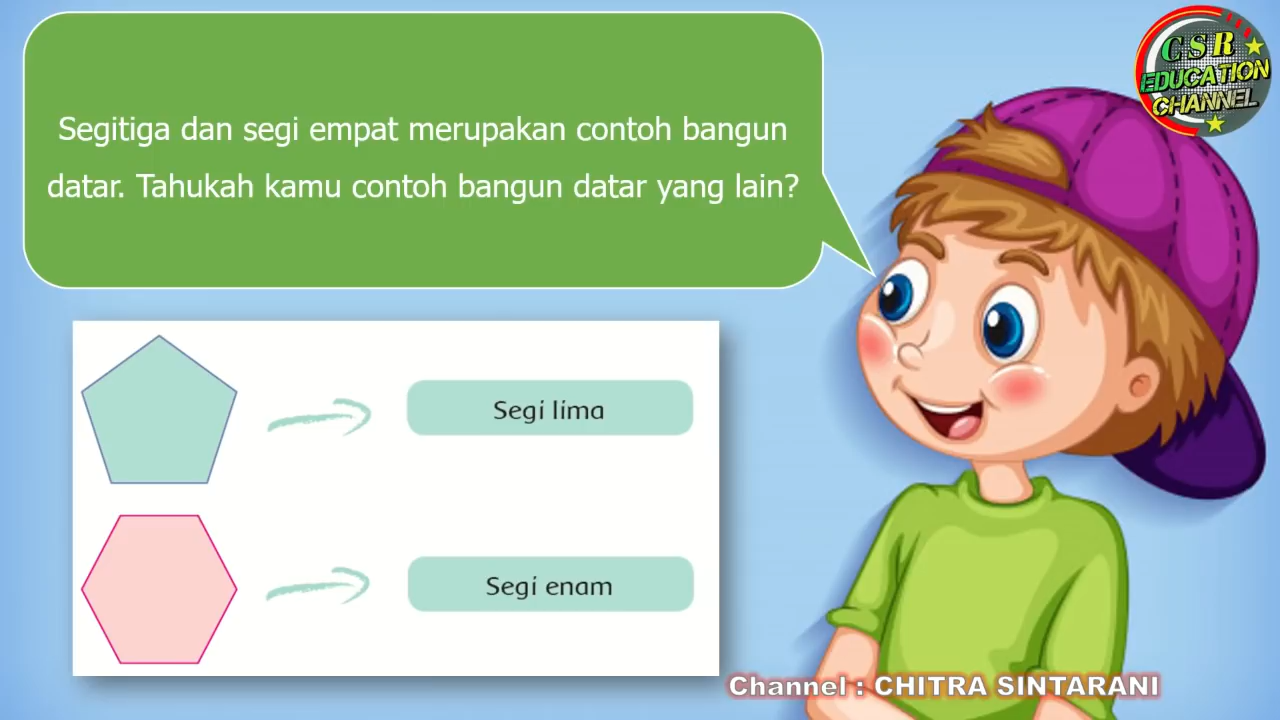 Segitiga dan segi empat merupakan contoh bangun
datar. Tahukah kamu contoh bangun datar yang lain?
CSR
EDUCATION
CHANNEL
Segi lima
Segi enam
Channel : CHITRA SINTARANI